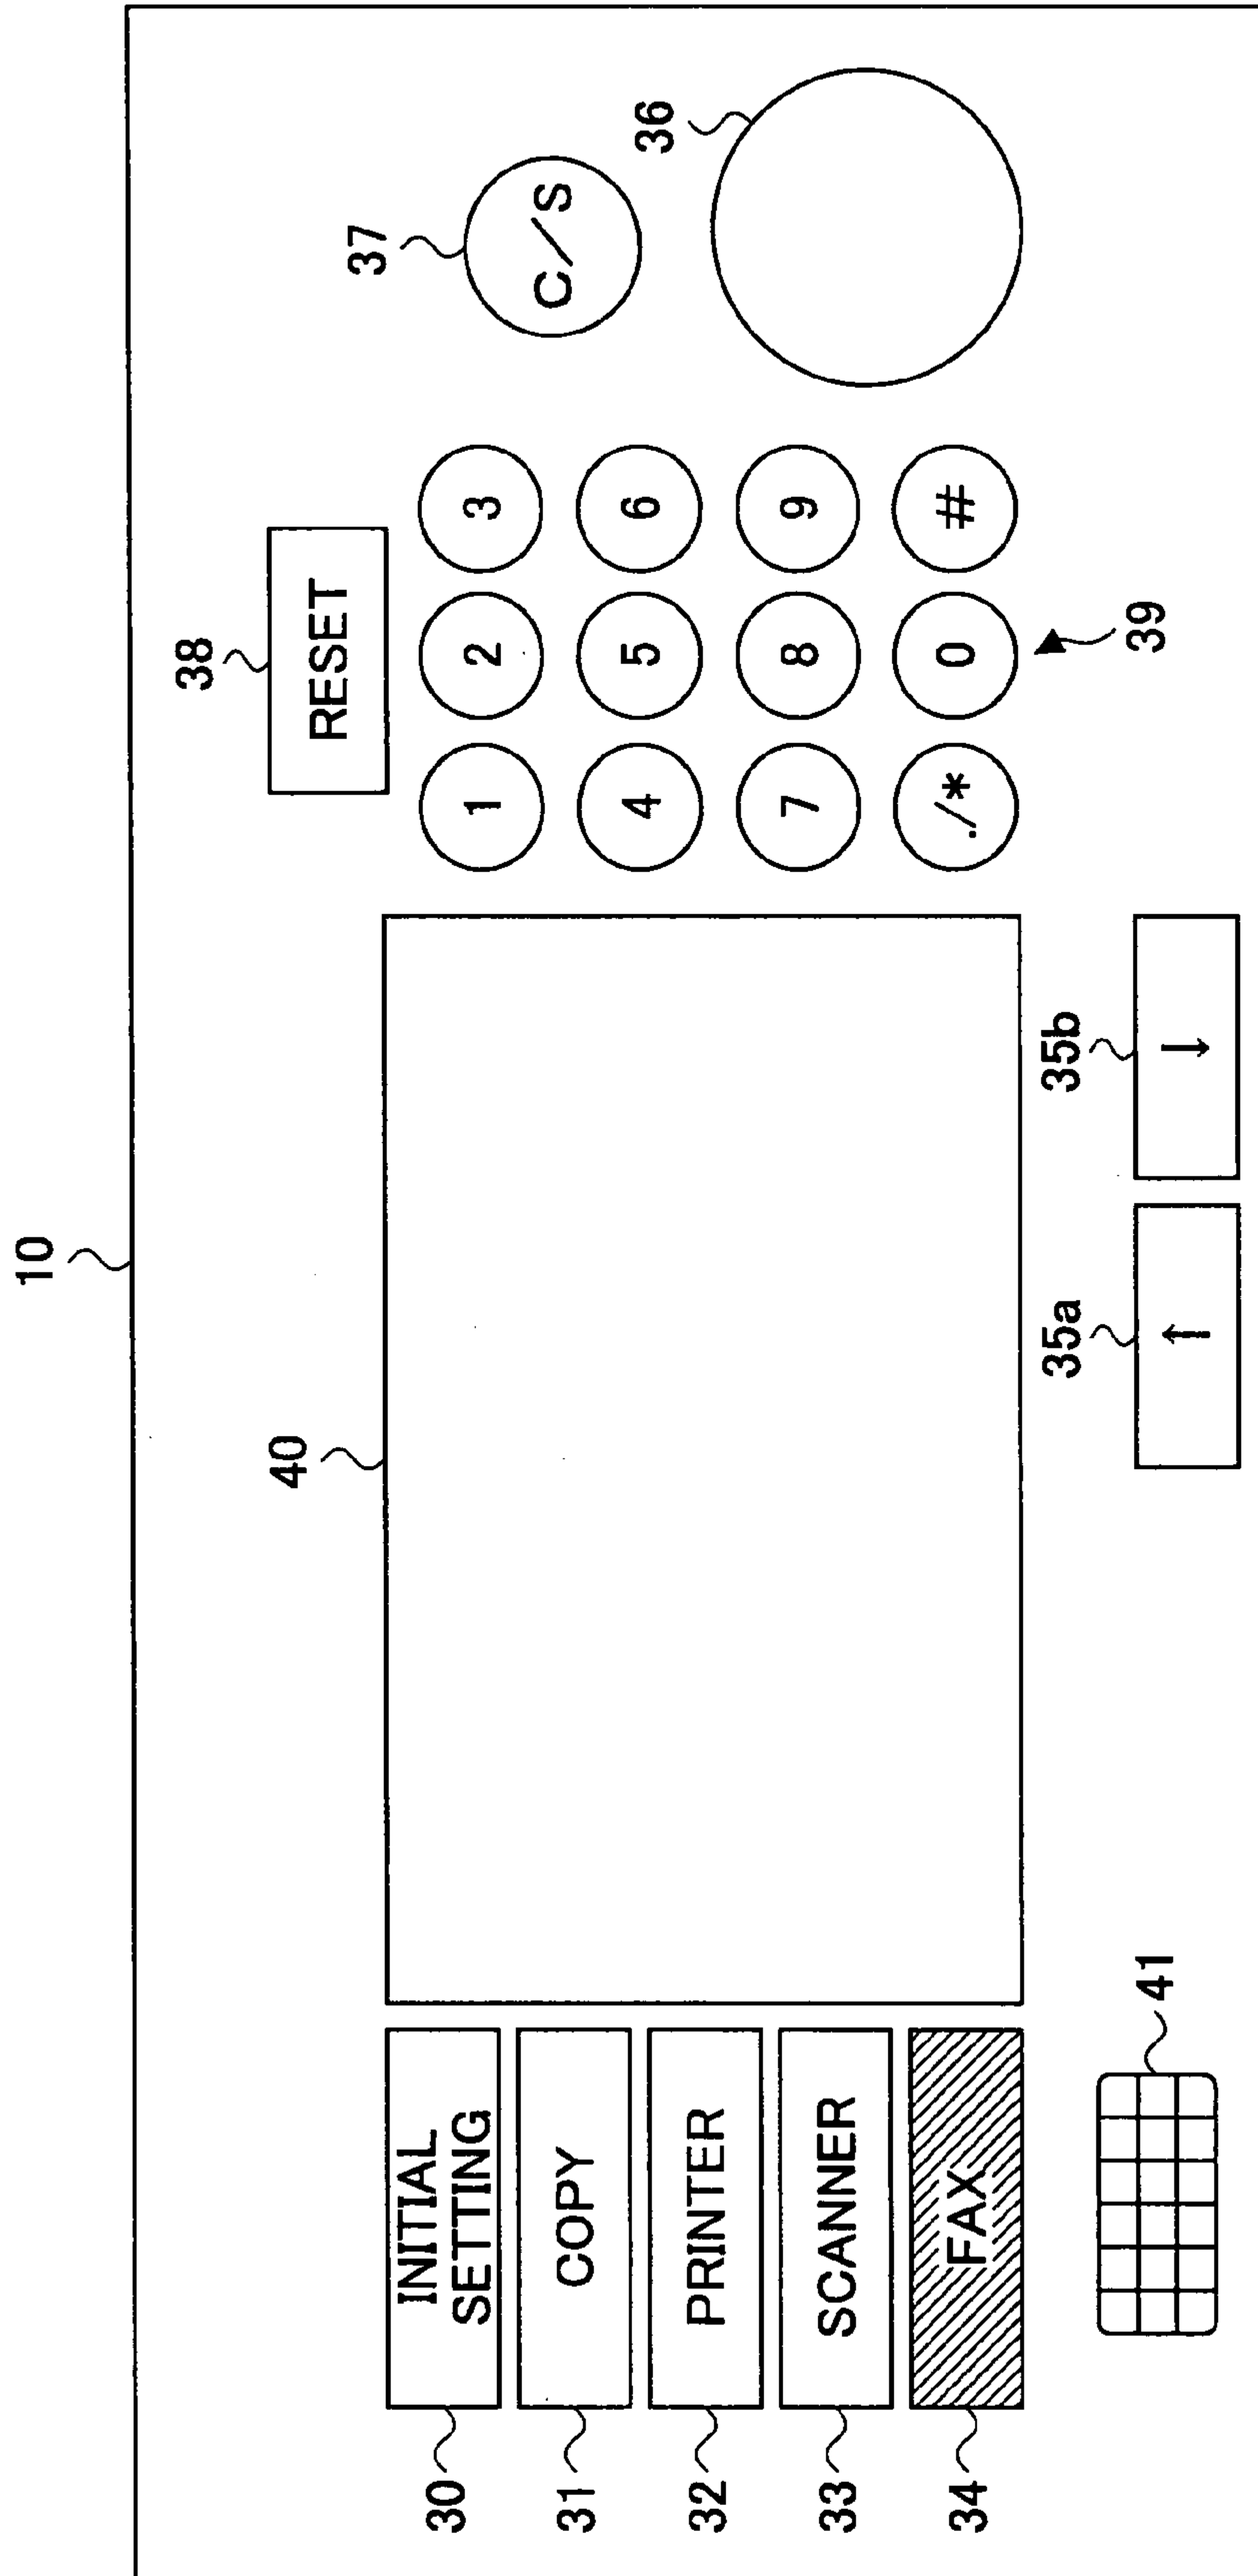 10
38
RESET
37
C/S
36
40
1 2 3
4 5 6
7 8 9
./* 0 #
39
30
INITIAL
SETTING
31
COPY
32
PRINTER
33
SCANNER
34
FAX
35a
↑
35b
↓
41